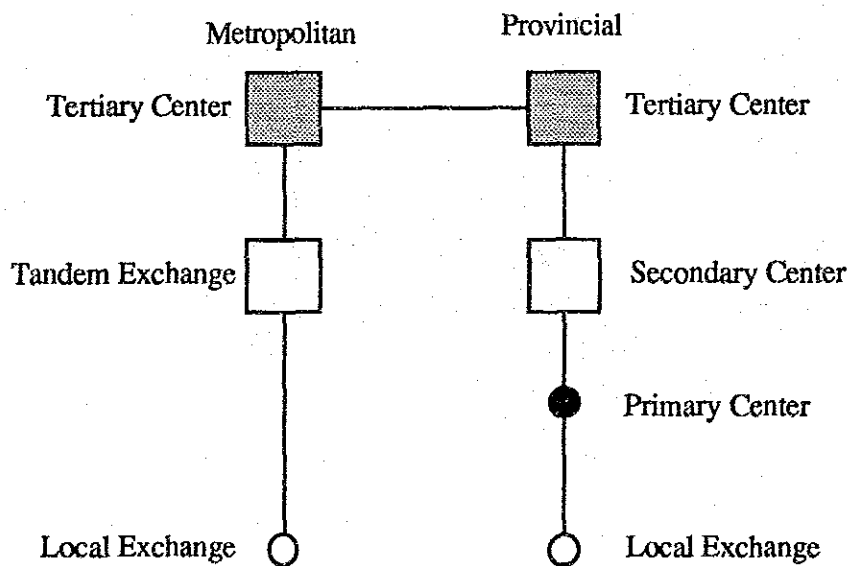 Metropolitan
Provincial
Tertiary Center
Tertiary Center
Tandem Exchange
Secondary Center
Primary Center
Local Exchange
Local Exchange